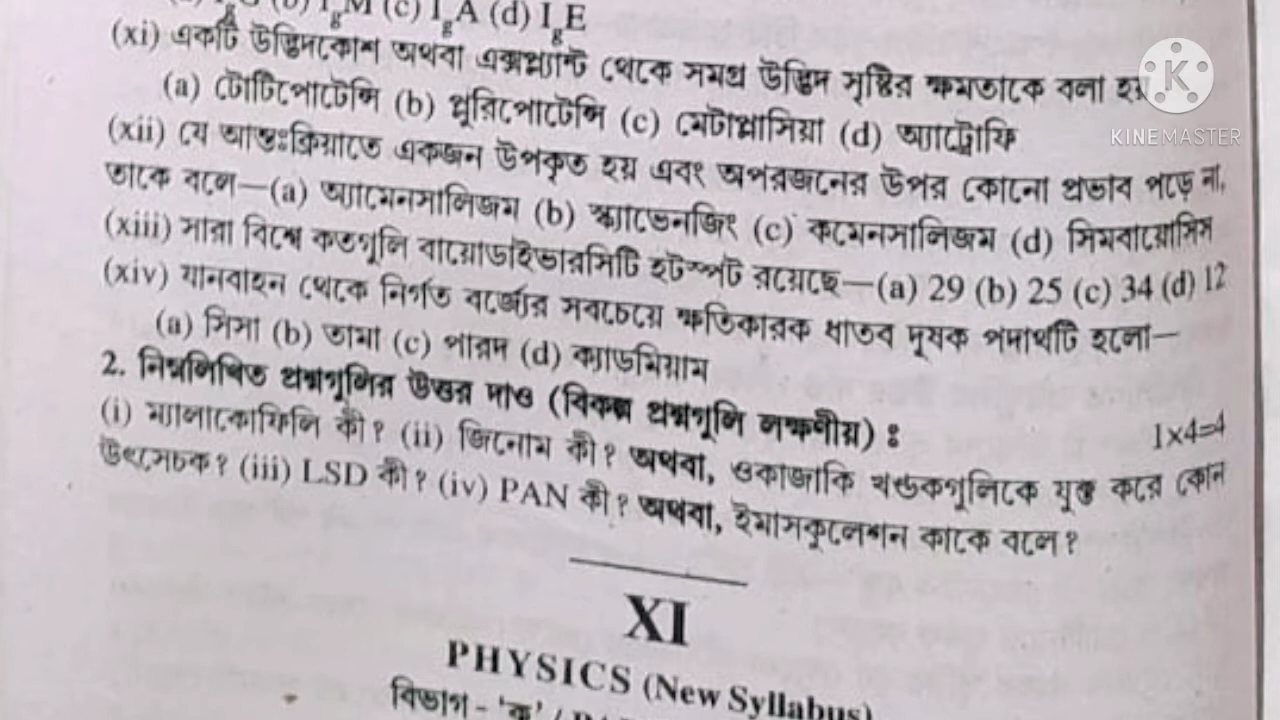 (b) IgM (c) IgA (d) IgE
(xi) একটি উদ্ভিদকোশ অথবা এক্সপ্ল্যান্ট থেকে সমগ্র উদ্ভিদ সৃষ্টির ক্ষমতাকে বলা হয়
(a) টোটিপোটেন্সি (b) প্লুরিপোটেন্সি (c) মেটাপ্লাসিয়া (d) অ্যাট্রোফি
(xii) যে আন্তঃক্রিয়াতে একজন উপকৃত হয় এবং অপরজনের উপর কোনো প্রভাব পড়ে না,
তাকে বলে—(a) অ্যামেনসালিজম (b) স্ক্যাভেনজিং (c) কমেনসালিজম (d) সিমবায়োসিস
(xiii) সারা বিশ্বে কতগুলি বায়োডাইভারসিটি হটস্পট রয়েছে—(a) 29 (b) 25 (c) 34 (d) 12
(xiv) যানবাহন থেকে নির্গত বর্জ্যের সবচেয়ে ক্ষতিকারক ধাতব দূষক পদার্থটি হলো—
(a) সিসা (b) তামা (c) পারদ (d) ক্যাডমিয়াম
2. নিম্নলিখিত প্রশ্নগুলির উত্তর দাও (বিকল্প প্রশ্নগুলি লক্ষণীয়) : 1×4=4
(i) ম্যালাকোফিলি কী? (ii) জিনোম কী? অথবা, ওকাজাকি খণ্ডকগুলিকে যুক্ত করে কোন
উৎসেচক? (iii) LSD কী? (iv) PAN কী? অথবা, ইমাসকুলেশন কাকে বলে?
XI
PHYSICS (New Syllabus)
বিভাগ - 'ক' /
KINEMASTER